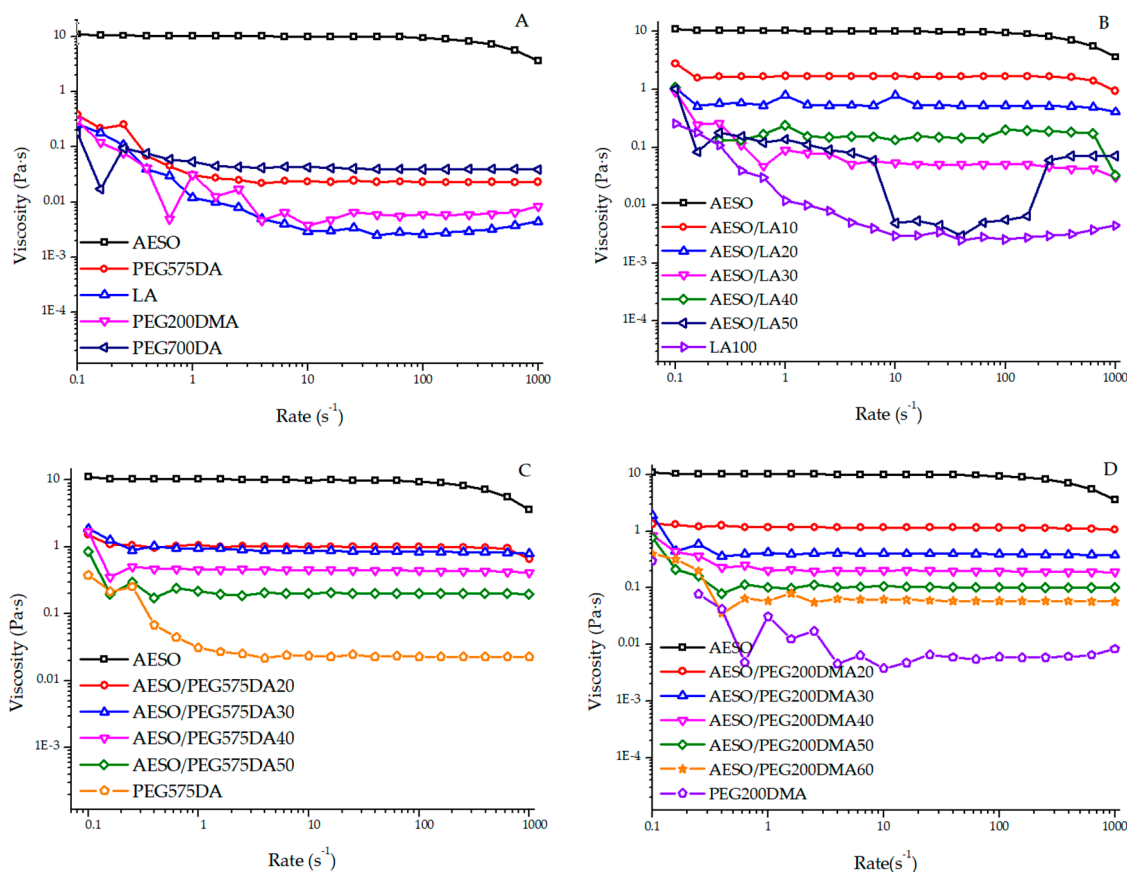 A
Viscosity (Pa·s)
10
1
0.1
0.01
1E-3
1E-4
AESO
PEG575DA
LA
PEG200DMA
PEG700DA
0.1 1 10 100 1000
Rate (s-1)
B
Viscosity (Pa·s)
10
1
0.1
0.01
1E-3
1E-4
AESO
AESO/LA10
AESO/LA20
AESO/LA30
AESO/LA40
AESO/LA50
LA100
0.1 1 10 100 1000
Rate (s-1)
C
Viscosity (Pa·s)
10
1
0.1
0.01
1E-3
AESO
AESO/PEG575DA20
AESO/PEG575DA30
AESO/PEG575DA40
AESO/PEG575DA50
PEG575DA
0.1 1 10 100 1000
Rate (s-1)
D
Viscosity (Pa·s)
10
1
0.1
0.01
1E-3
1E-4
AESO
AESO/PEG200DMA20
AESO/PEG200DMA30
AESO/PEG200DMA40
AESO/PEG200DMA50
AESO/PEG200DMA60
PEG200DMA
0.1 1 10 100 1000
Rate(s-1)